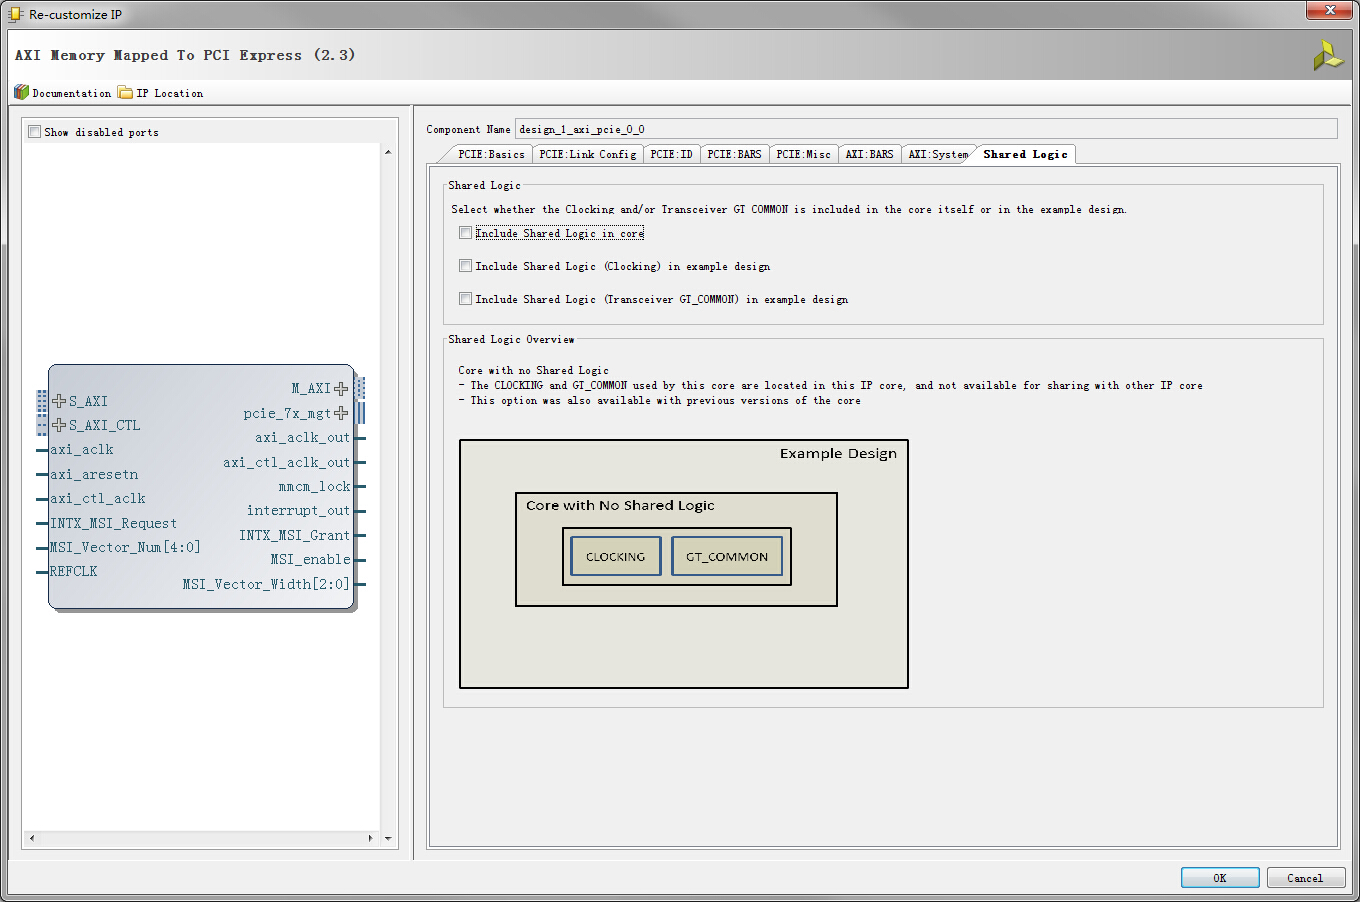 Re-customize IP
AXI Memory Mapped To PCI Express (2.3)
Documentation IP Location
Show disabled ports
S_AXI
S_AXI_CTL
axi_aclk
axi_aresetn
axi_ctl_aclk
INTX_MSI_Request
MSI_Vector_Num[4:0]
REFCLK
M_AXI
pcie_7x_mgt
axi_aclk_out
axi_ctl_aclk_out
mmcm_lock
interrupt_out
INTX_MSI_Grant
MSI_enable
MSI_Vector_Width[2:0]
Component Name design_1_axi_pcie_0_0
PCIE:Basics PCIE:Link Config PCIE:ID PCIE:BARS PCIE:Misc AXI:BARS AXI:System Shared Logic
Shared Logic
Select whether the Clocking and/or Transceiver GT COMMON is included in the core itself or in the example design.
Include Shared Logic in core
Include Shared Logic (Clocking) in example design
Include Shared Logic (Transceiver GT_COMMON) in example design
Shared Logic Overview
Core with no Shared Logic
- The CLOCKING and GT_COMMON used by this core are located in this IP core, and not available for sharing with other IP core
- This option was also available with previous versions of the core
Example Design
Core with No Shared Logic
CLOCKING GT_COMMON
OK Cancel